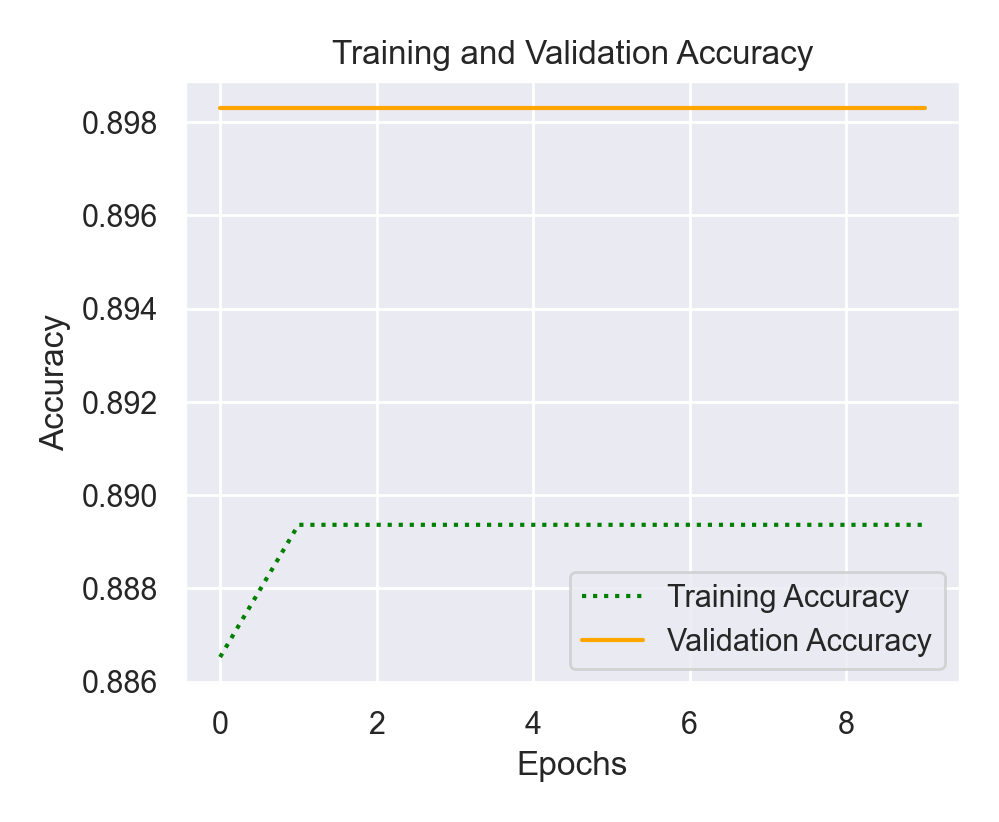 Training and Validation Accuracy
0.898
0.896
0.894
0.892
0.890
0.888
0.886
Accuracy
0 2 4 6 8
Epochs
Training Accuracy
Validation Accuracy